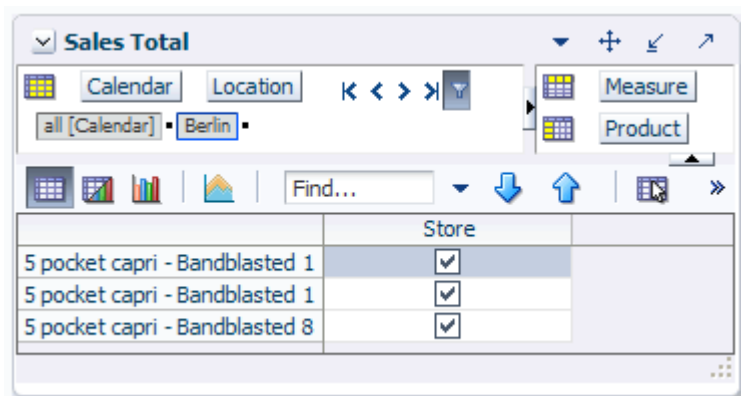 Sales Total
Calendar Location Measure
all [Calendar] Berlin Product
Find...
Store
5 pocket capri - Bandblasted 1
5 pocket capri - Bandblasted 1
5 pocket capri - Bandblasted 8